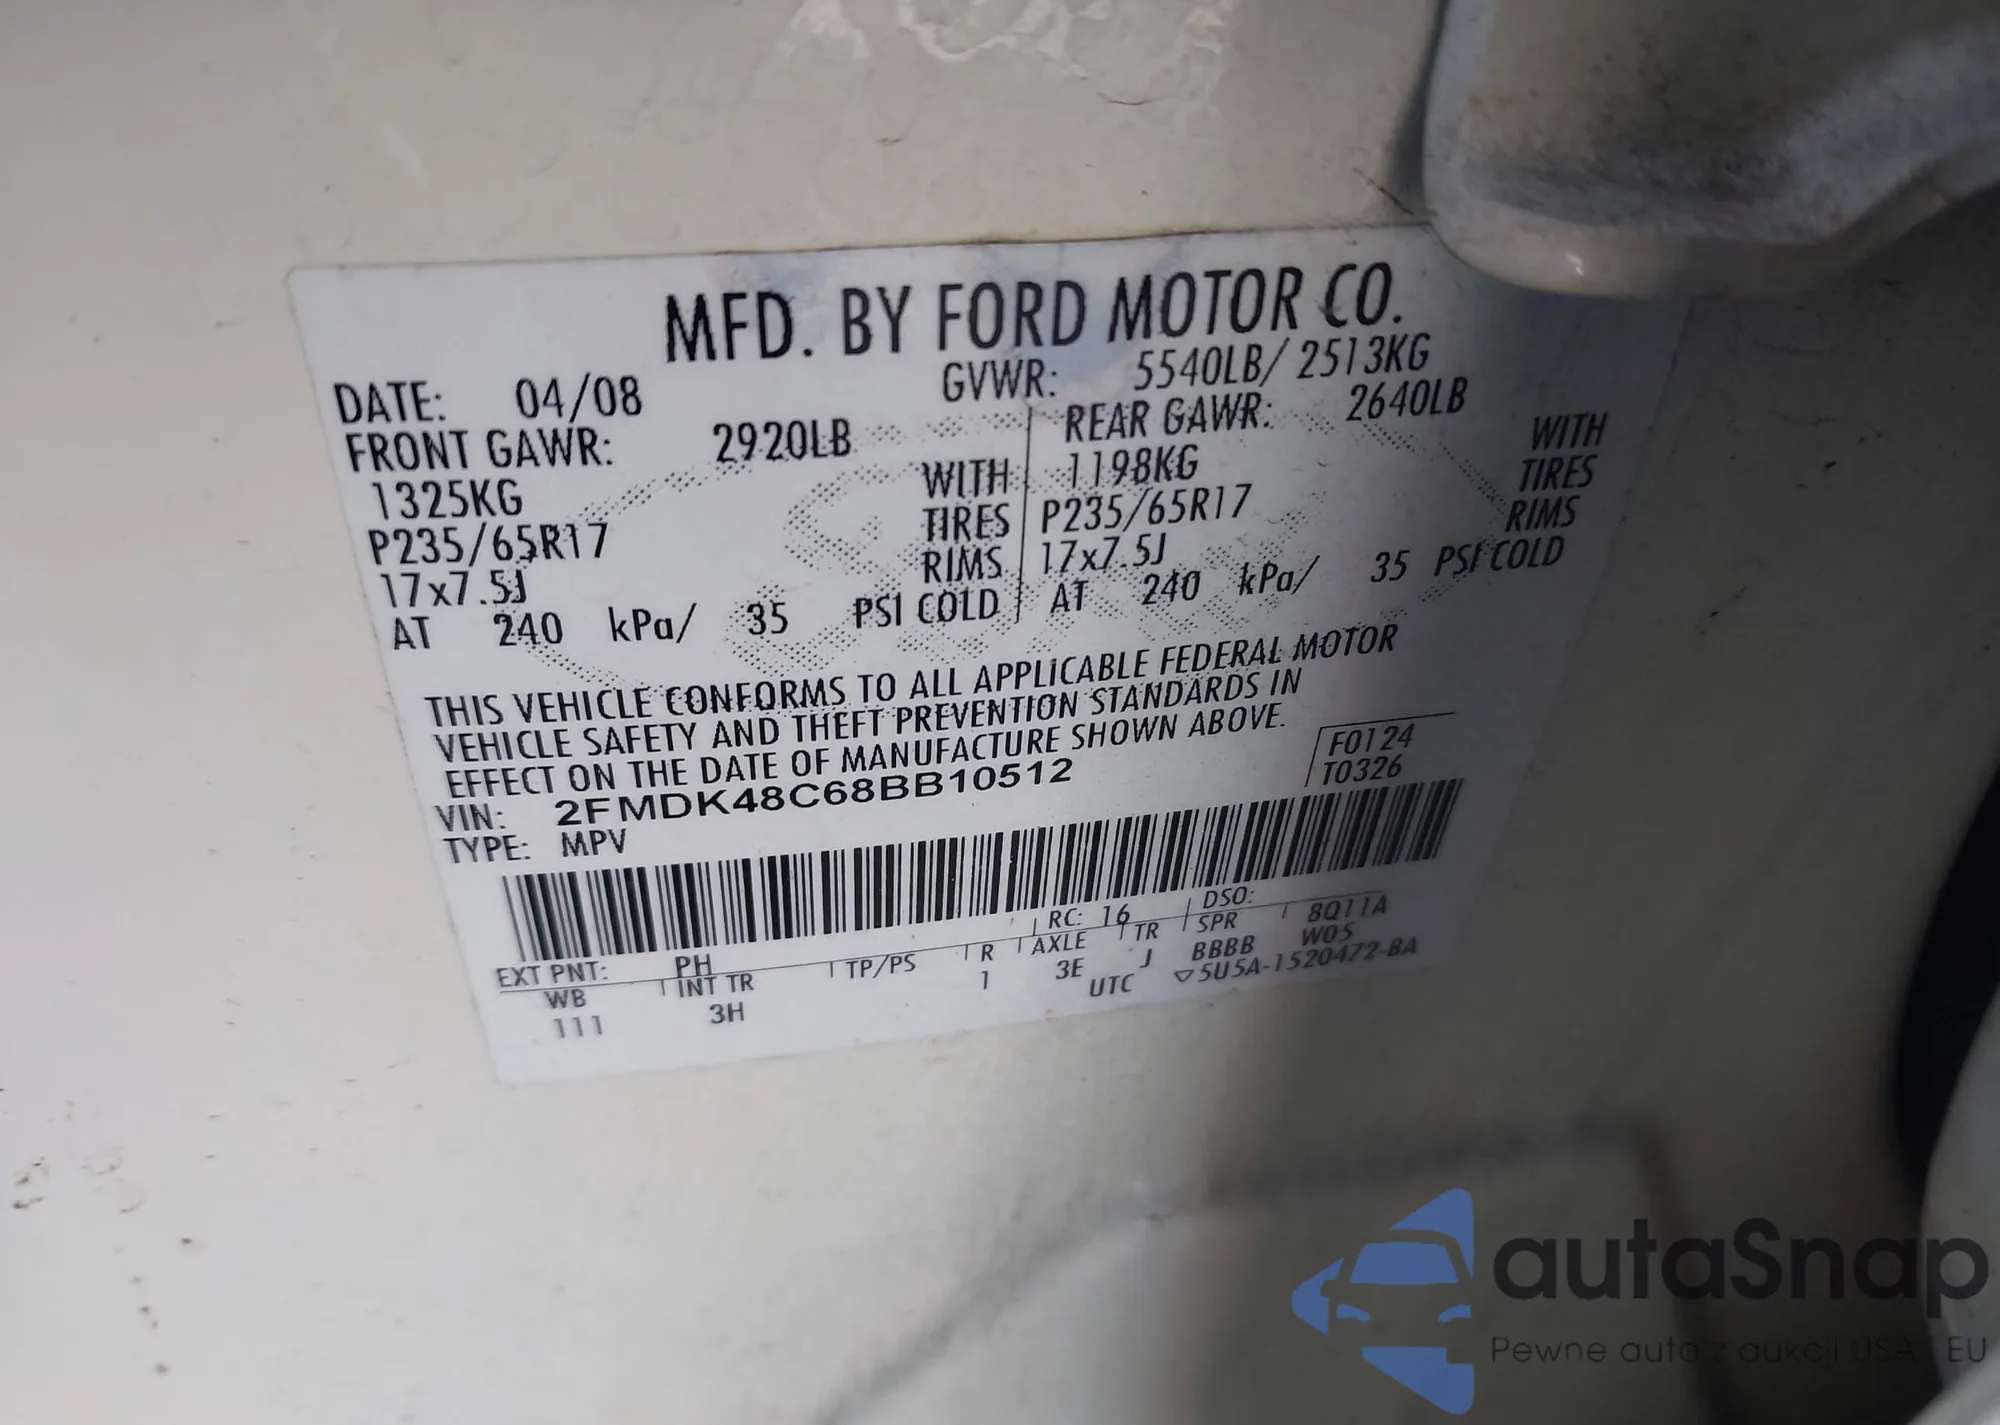 MFD. BY FORD MOTOR CO.
DATE: 04/08 GVWR: 5540LB/ 2513KG
FRONT GAWR: 2920LB REAR GAWR: 2640LB
1325KG WITH 1198KG WITH
P235/65R17 TIRES P235/65R17 TIRES
17x7.5J RIMS 17x7.5J RIMS
AT 240 kPa/ 35 PSI COLD AT 240 kPa/ 35 PSI COLD
THIS VEHICLE CONFORMS TO ALL APPLICABLE FEDERAL MOTOR
VEHICLE SAFETY AND THEFT PREVENTION STANDARDS IN
EFFECT ON THE DATE OF MANUFACTURE SHOWN ABOVE.
VIN: 2FMDK48C68BB10512 F0124
TYPE: MPV T0326
EXT PNT: PH RC: 16 DSO:
WB INT TR TP/PS R AXLE TR SPR 8Q11A
111 3H 1 3E J BBBB W05
UTC ▽5U5A-1520472-BA
autaSnap
Pewne auta z aukcji USA i EU